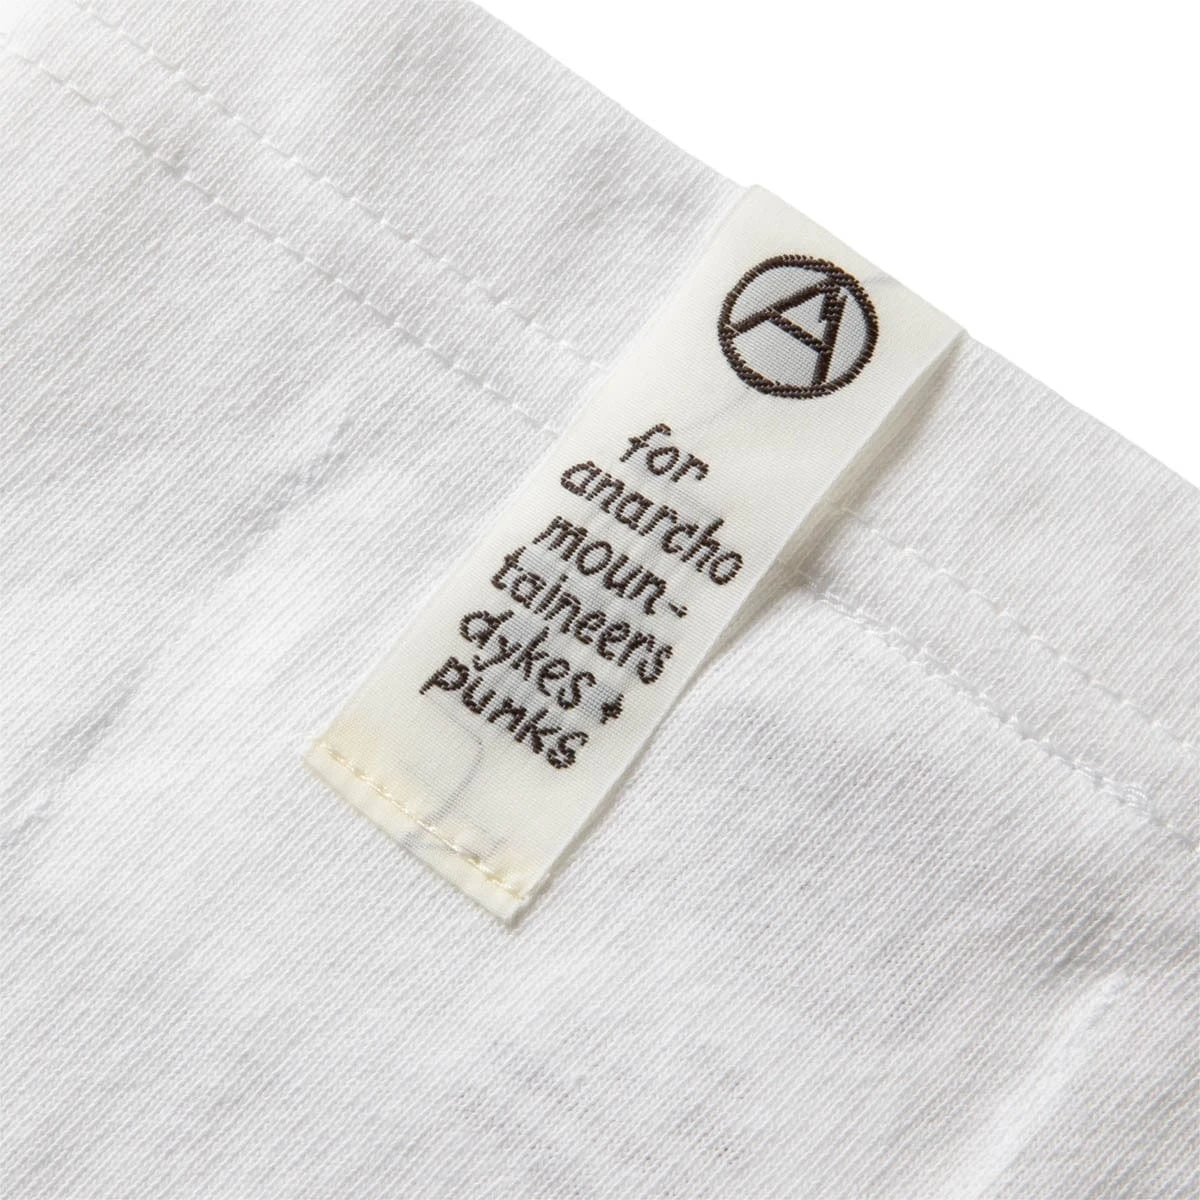 A
for
anarcho
moun-
taineers
dykes +
punks